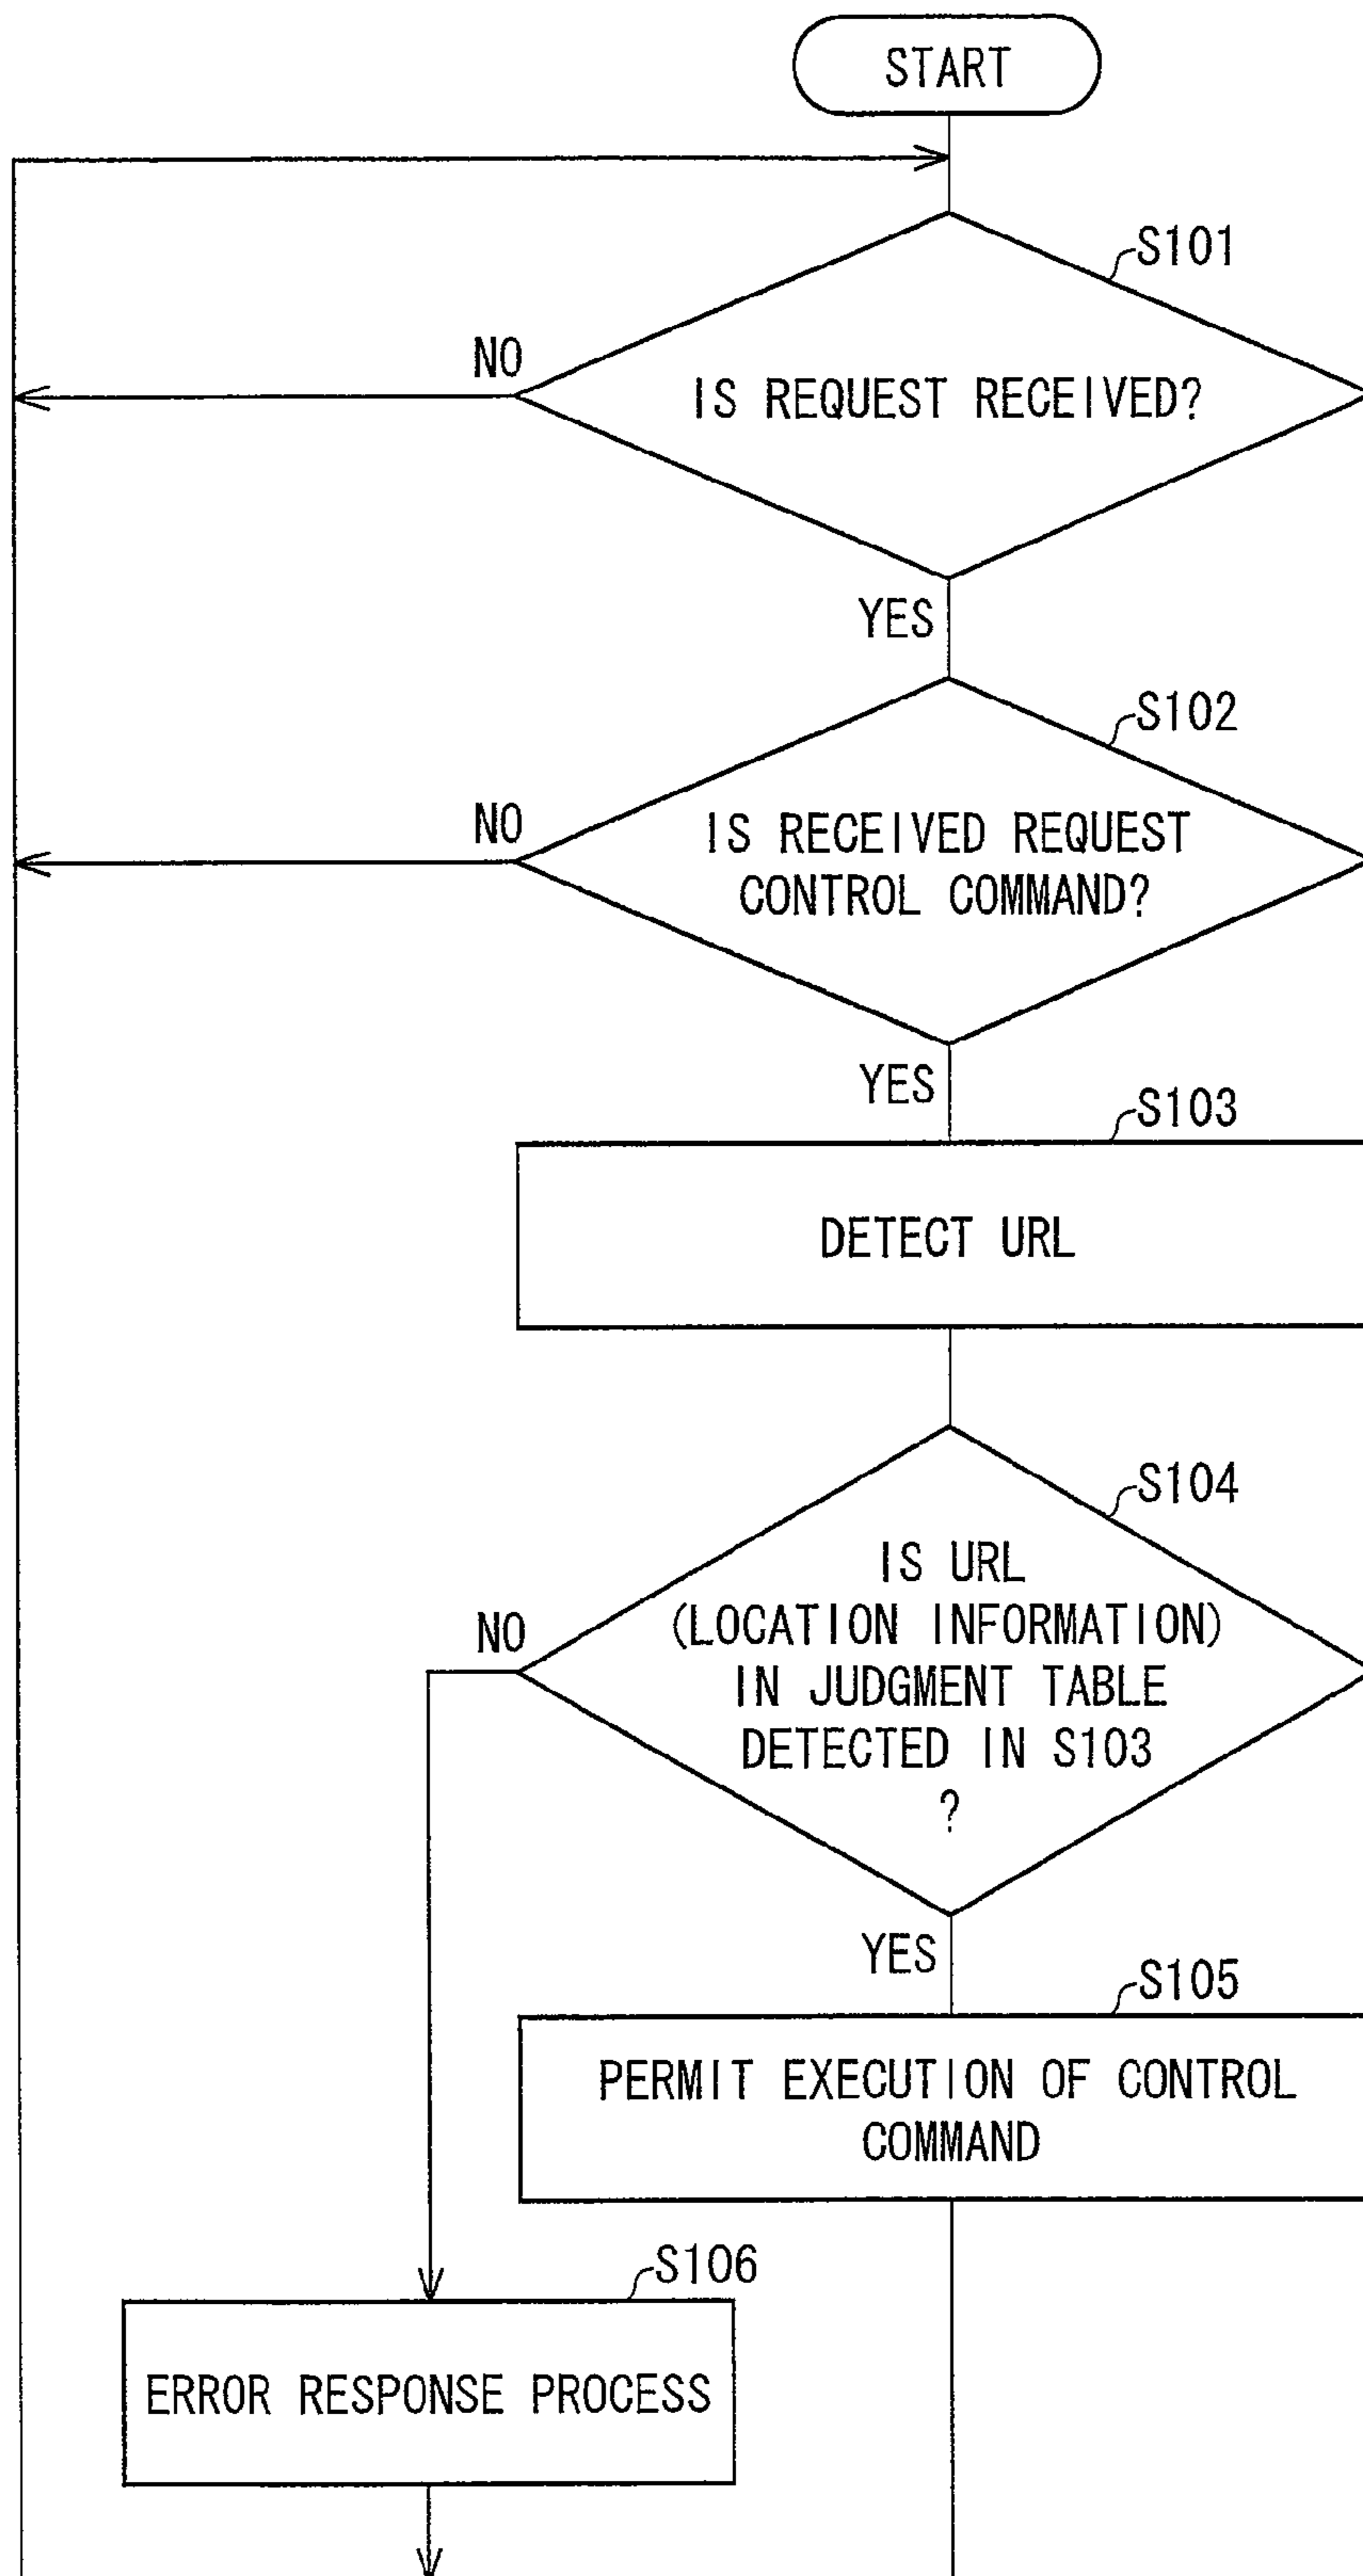 START
S101
NO
IS REQUEST RECEIVED?
YES
S102
NO
IS RECEIVED REQUEST
CONTROL COMMAND?
YES
S103
DETECT URL
S104
NO
IS URL
(LOCATION INFORMATION)
IN JUDGMENT TABLE
DETECTED IN S103
?
YES
S105
PERMIT EXECUTION OF CONTROL
COMMAND
S106
ERROR RESPONSE PROCESS